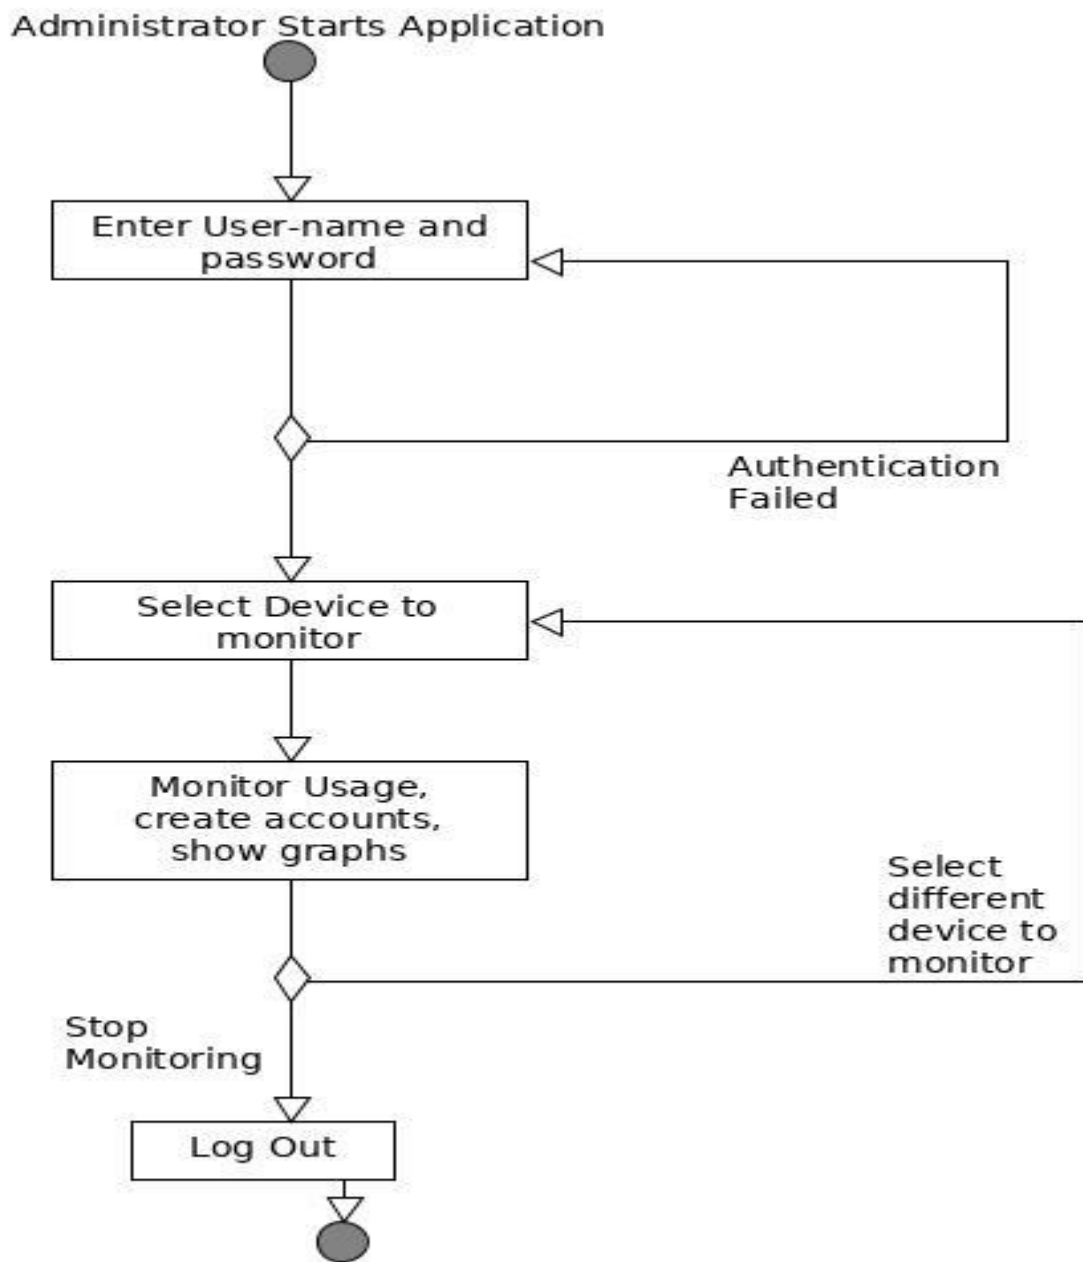 Administrator Starts Application
Enter User-name and
password
Authentication
Failed
Select Device to
monitor
Monitor Usage,
create accounts,
show graphs
Select
different
device to
monitor
Stop
Monitoring
Log Out